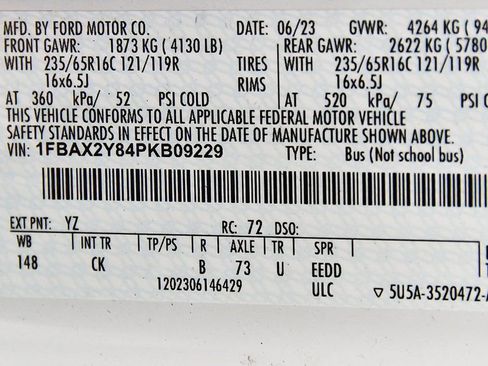 MFD. BY FORD MOTOR CO. DATE: 06/23 GVWR: 4264 KG (94
FRONT GAWR: 1873 KG (4130 LB) REAR GAWR: 2622 KG (5780
WITH 235/65R16C 121/119R TIRES WITH 235/65R16C 121/119R
16x6.5J RIMS 16x6.5J
AT 360 kPa/ 52 PSI COLD AT 520 kPa/ 75 PSI COLD
THIS VEHICLE CONFORMS TO ALL APPLICABLE FEDERAL MOTOR VEHICLE
SAFETY STANDARDS IN EFFECT ON THE DATE OF MANUFACTURE SHOWN ABOVE.
VIN: 1FBAX2Y84PKB09229 TYPE: Bus (Not school bus)
EXT PNT: YZ RC: 72 DSO:
WB INT TR TP/PS R AXLE TR SPR
148 CK B 73 U EEDD
1202306146429 ULC ▽ 5U5A-3520472-